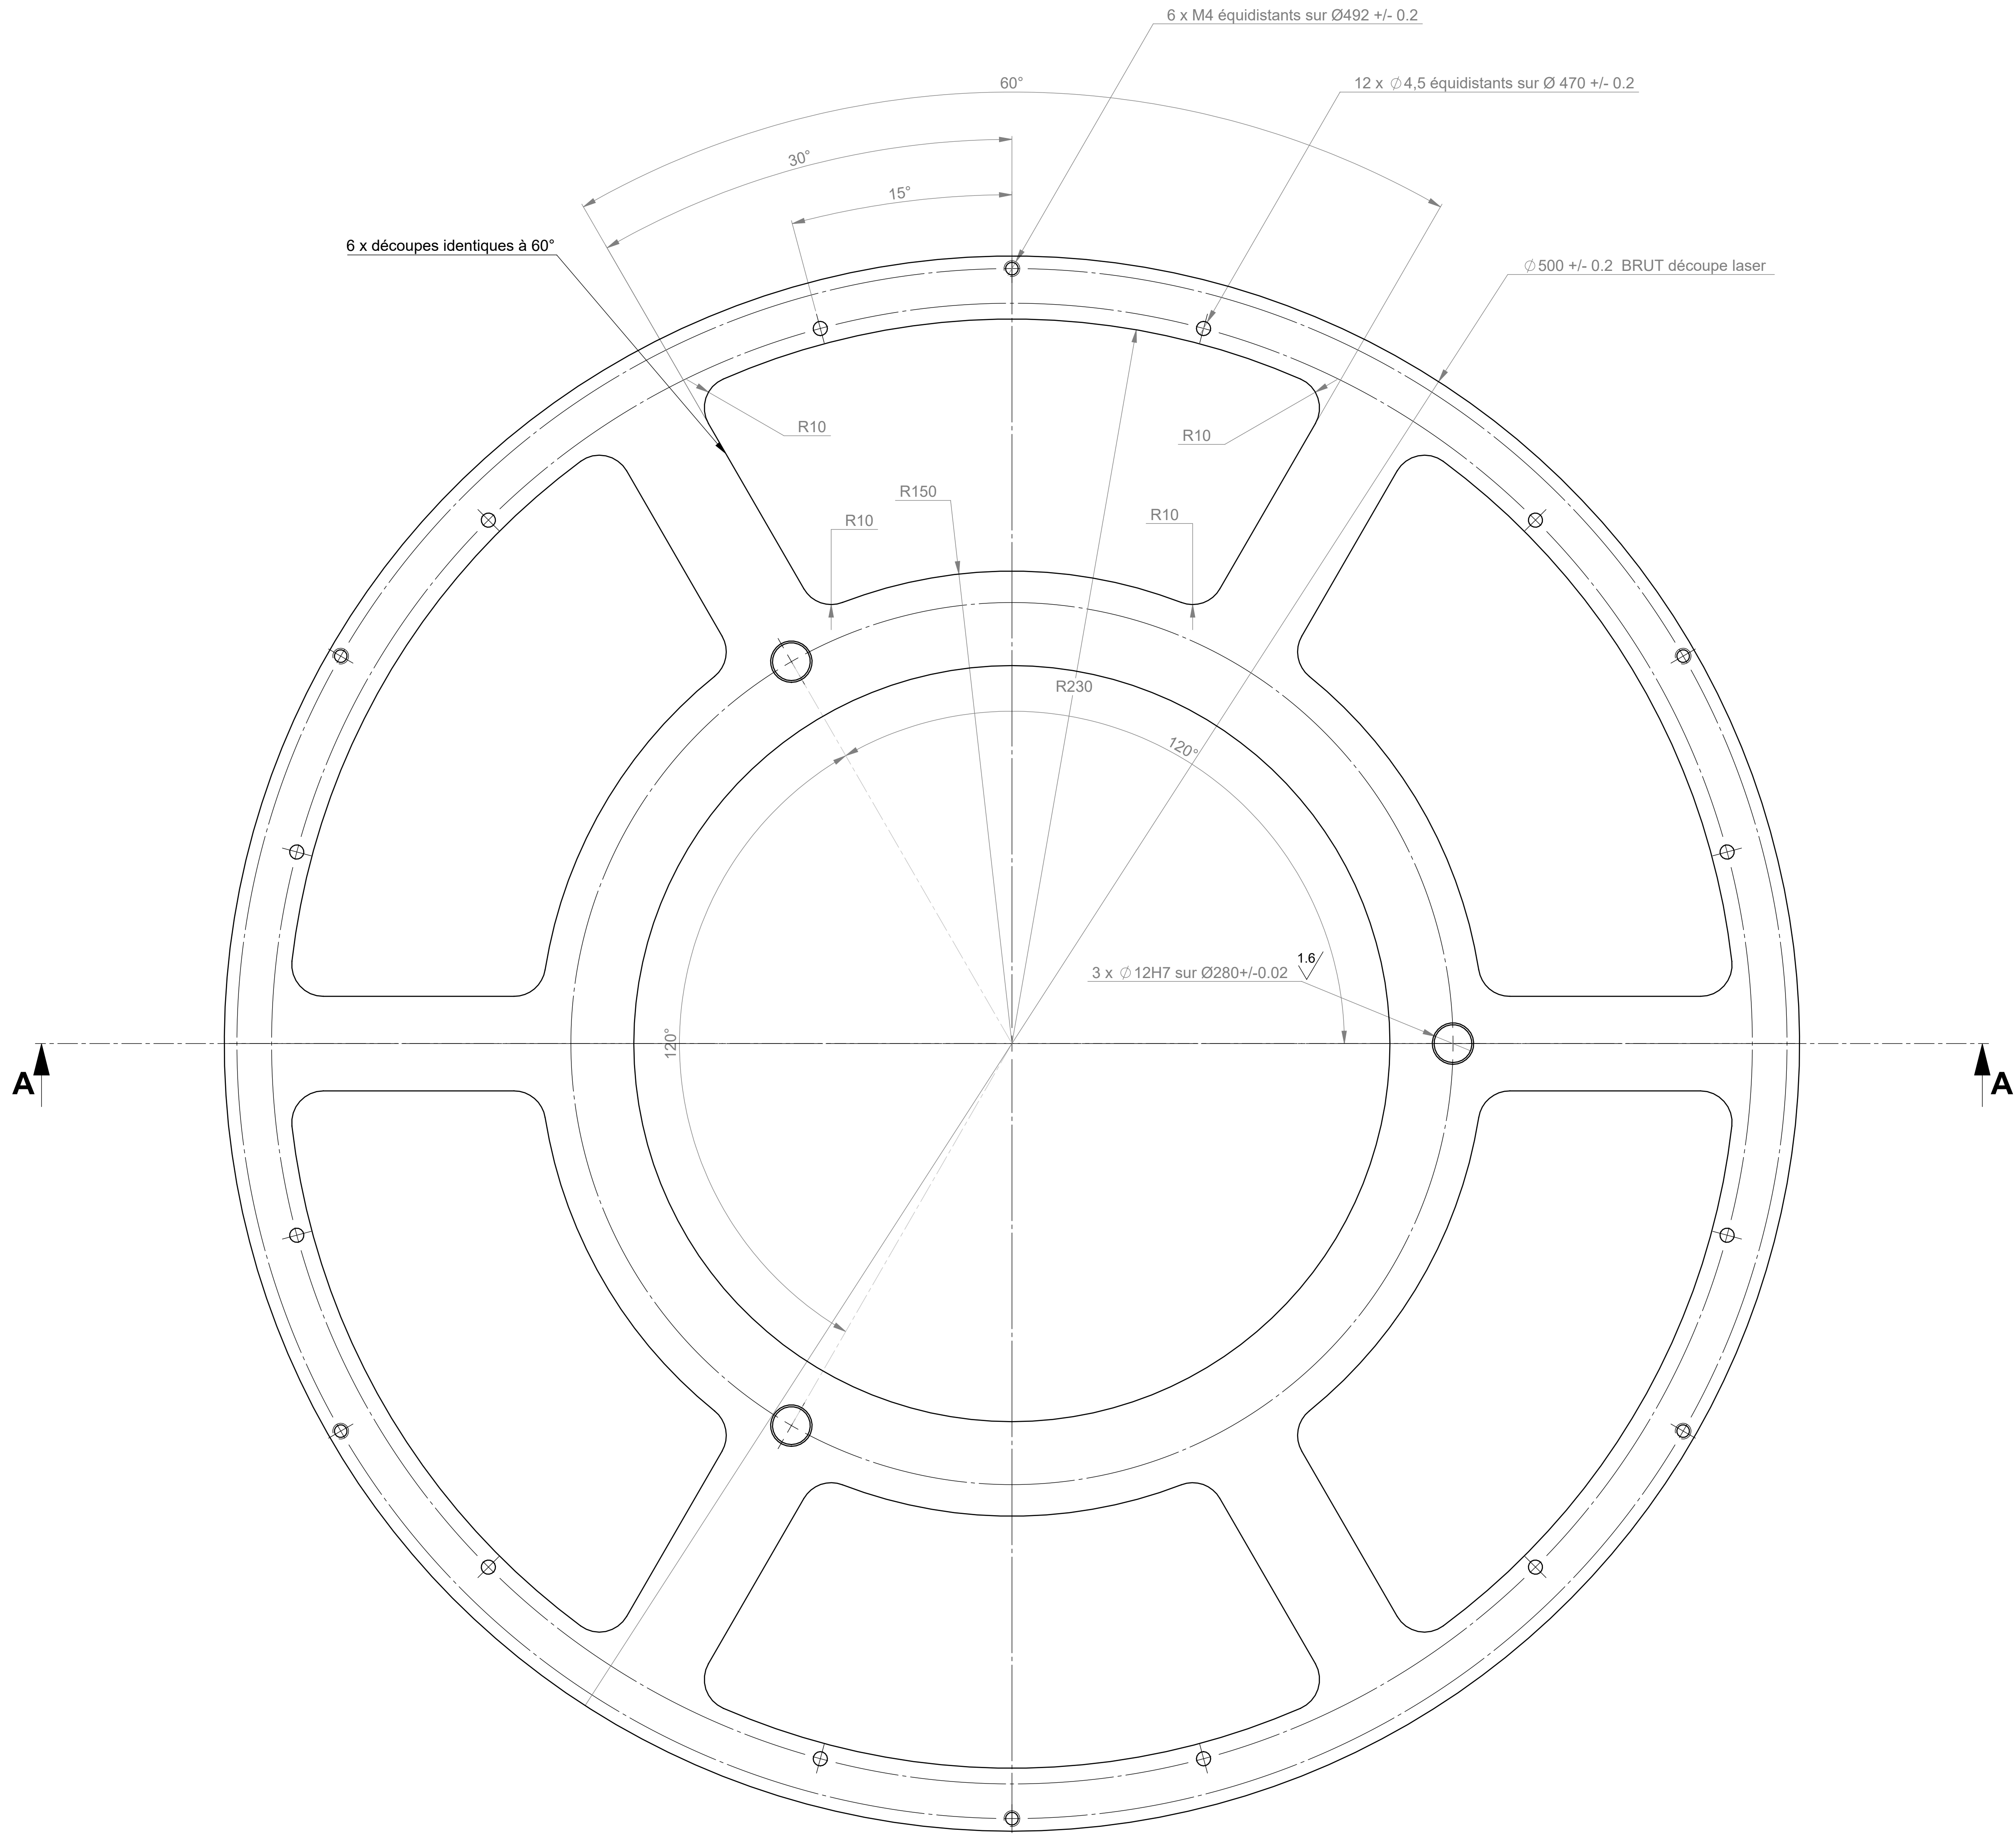 6 x M4 équidistants sur Ø492 +/- 0.2
60°
12 x ∅4,5 équidistants sur Ø 470 +/- 0.2
30°
15°
6 x découpes identiques à 60°
∅500 +/- 0.2 BRUT découpe laser
R10
R10
R150
R10
R10
R230
120°
1.6
3 x ∅12H7 sur Ø280+/-0.02
120°
A
A